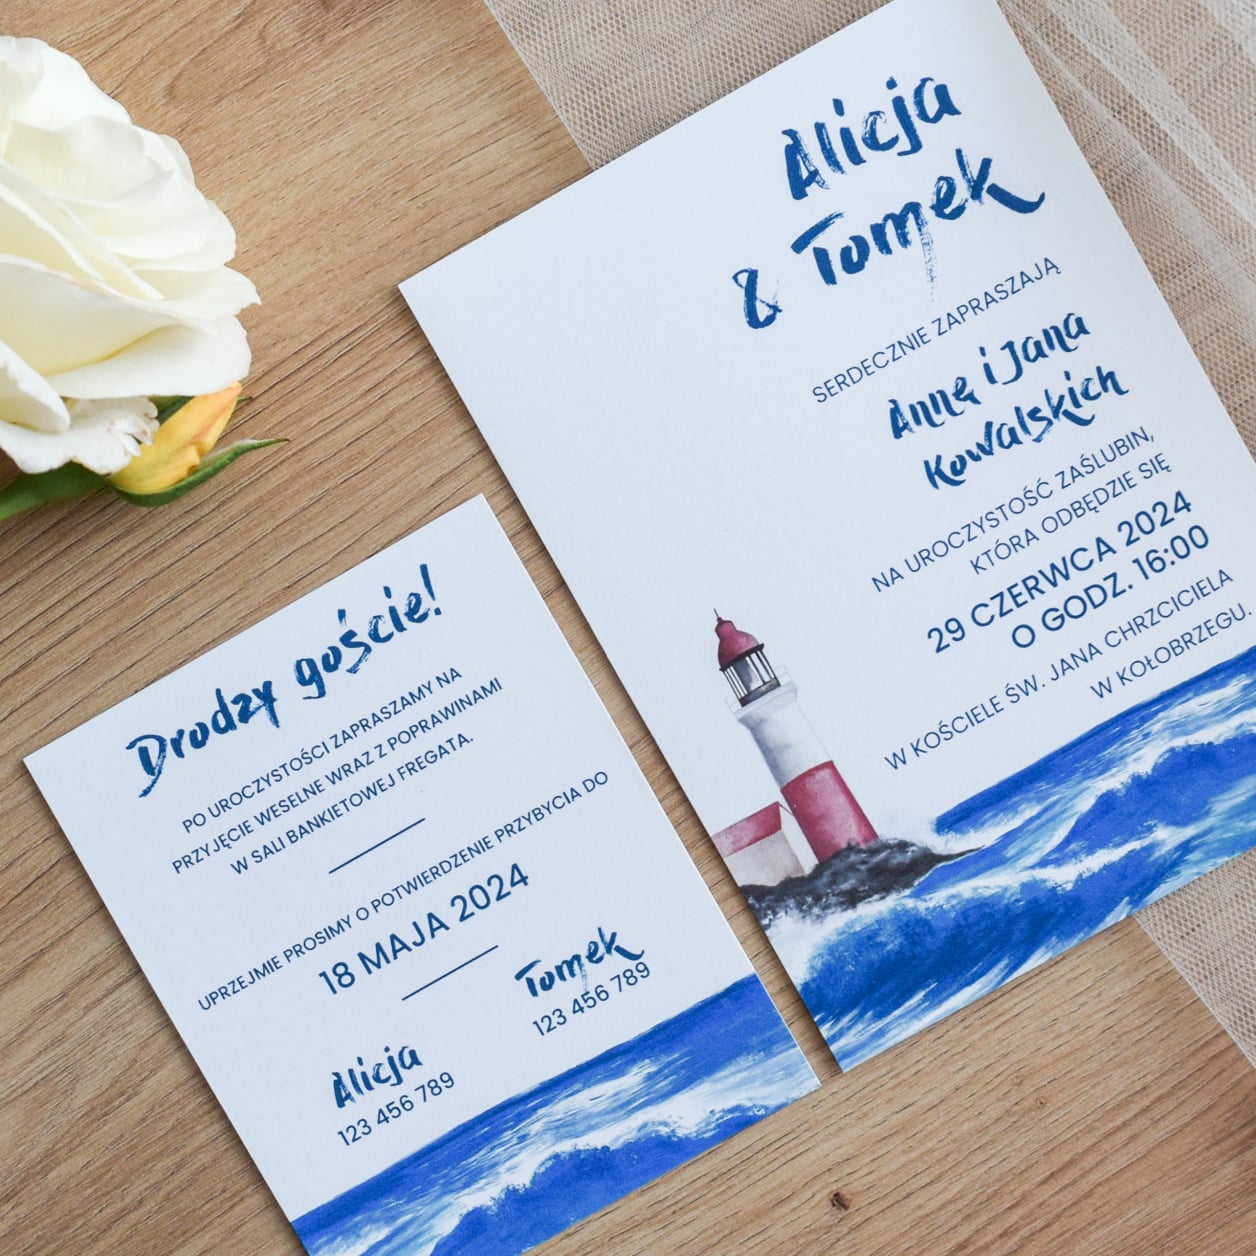 Alicja
& Tomek
SERDECZNIE ZAPRASZAJĄ
Annę i Jana
Kowalskich
NA UROCZYSTOŚĆ ZAŚLUBIN,
KTÓRA ODBĘDZIE SIĘ
29 CZERWCA 2024
O GODZ. 16:00
W KOŚCIELE ŚW. JANA CHRZCICIELA
W KOŁOBRZEGU.
Drodzy goście!
PO UROCZYSTOŚCI ZAPRASZAMY NA
PRZYJĘCIE WESELNE WRAZ Z POPRAWINAMI
W SALI BANKIETOWEJ FREGATA.
UPRZEJMIE PROSIMY O POTWIERDZENIE PRZYBYCIA DO
18 MAJA 2024
Alicja
123 456 789
Tomek
123 456 789